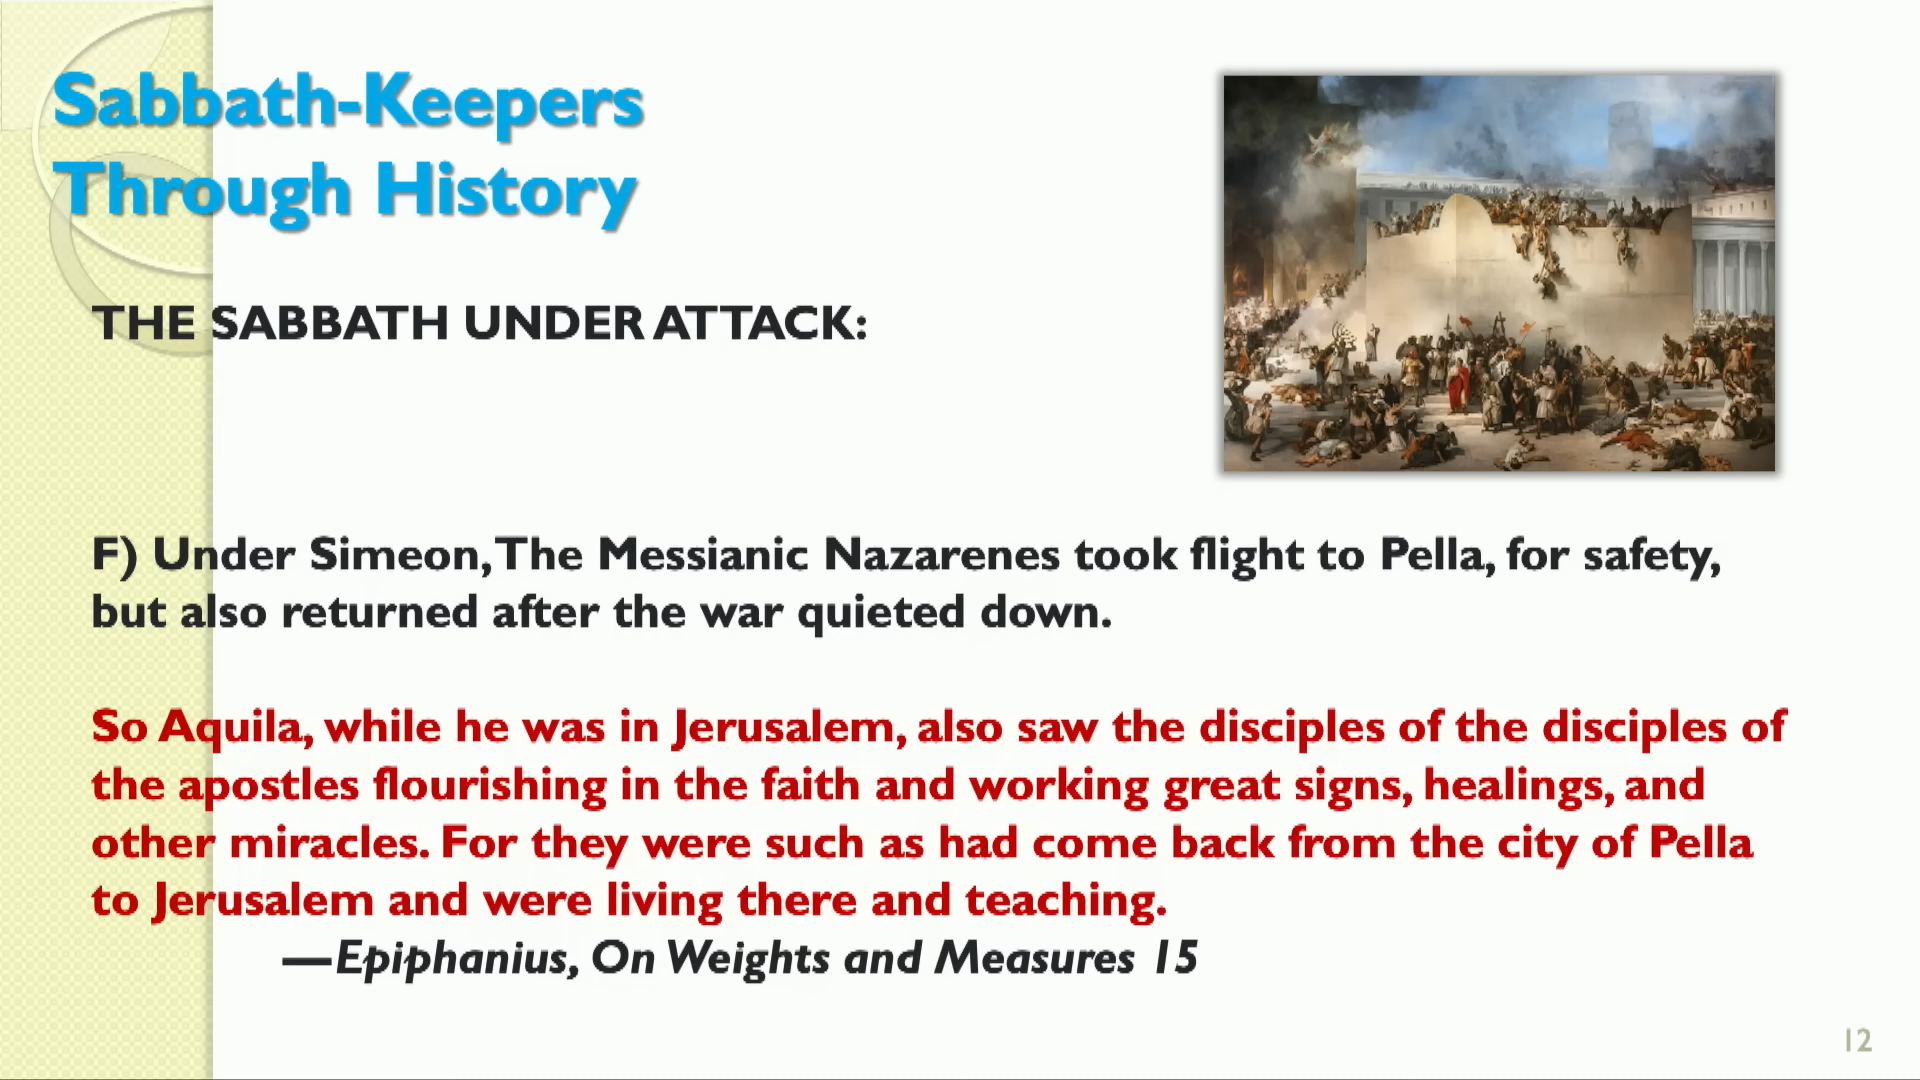 Sabbath-Keepers
Through History
THE SABBATH UNDER ATTACK:
F) Under Simeon, The Messianic Nazarenes took flight to Pella, for safety,
but also returned after the war quieted down.
So Aquila, while he was in Jerusalem, also saw the disciples of the disciples of
the apostles flourishing in the faith and working great signs, healings, and
other miracles. For they were such as had come back from the city of Pella
to Jerusalem and were living there and teaching.
—Epiphanius, On Weights and Measures 15
12